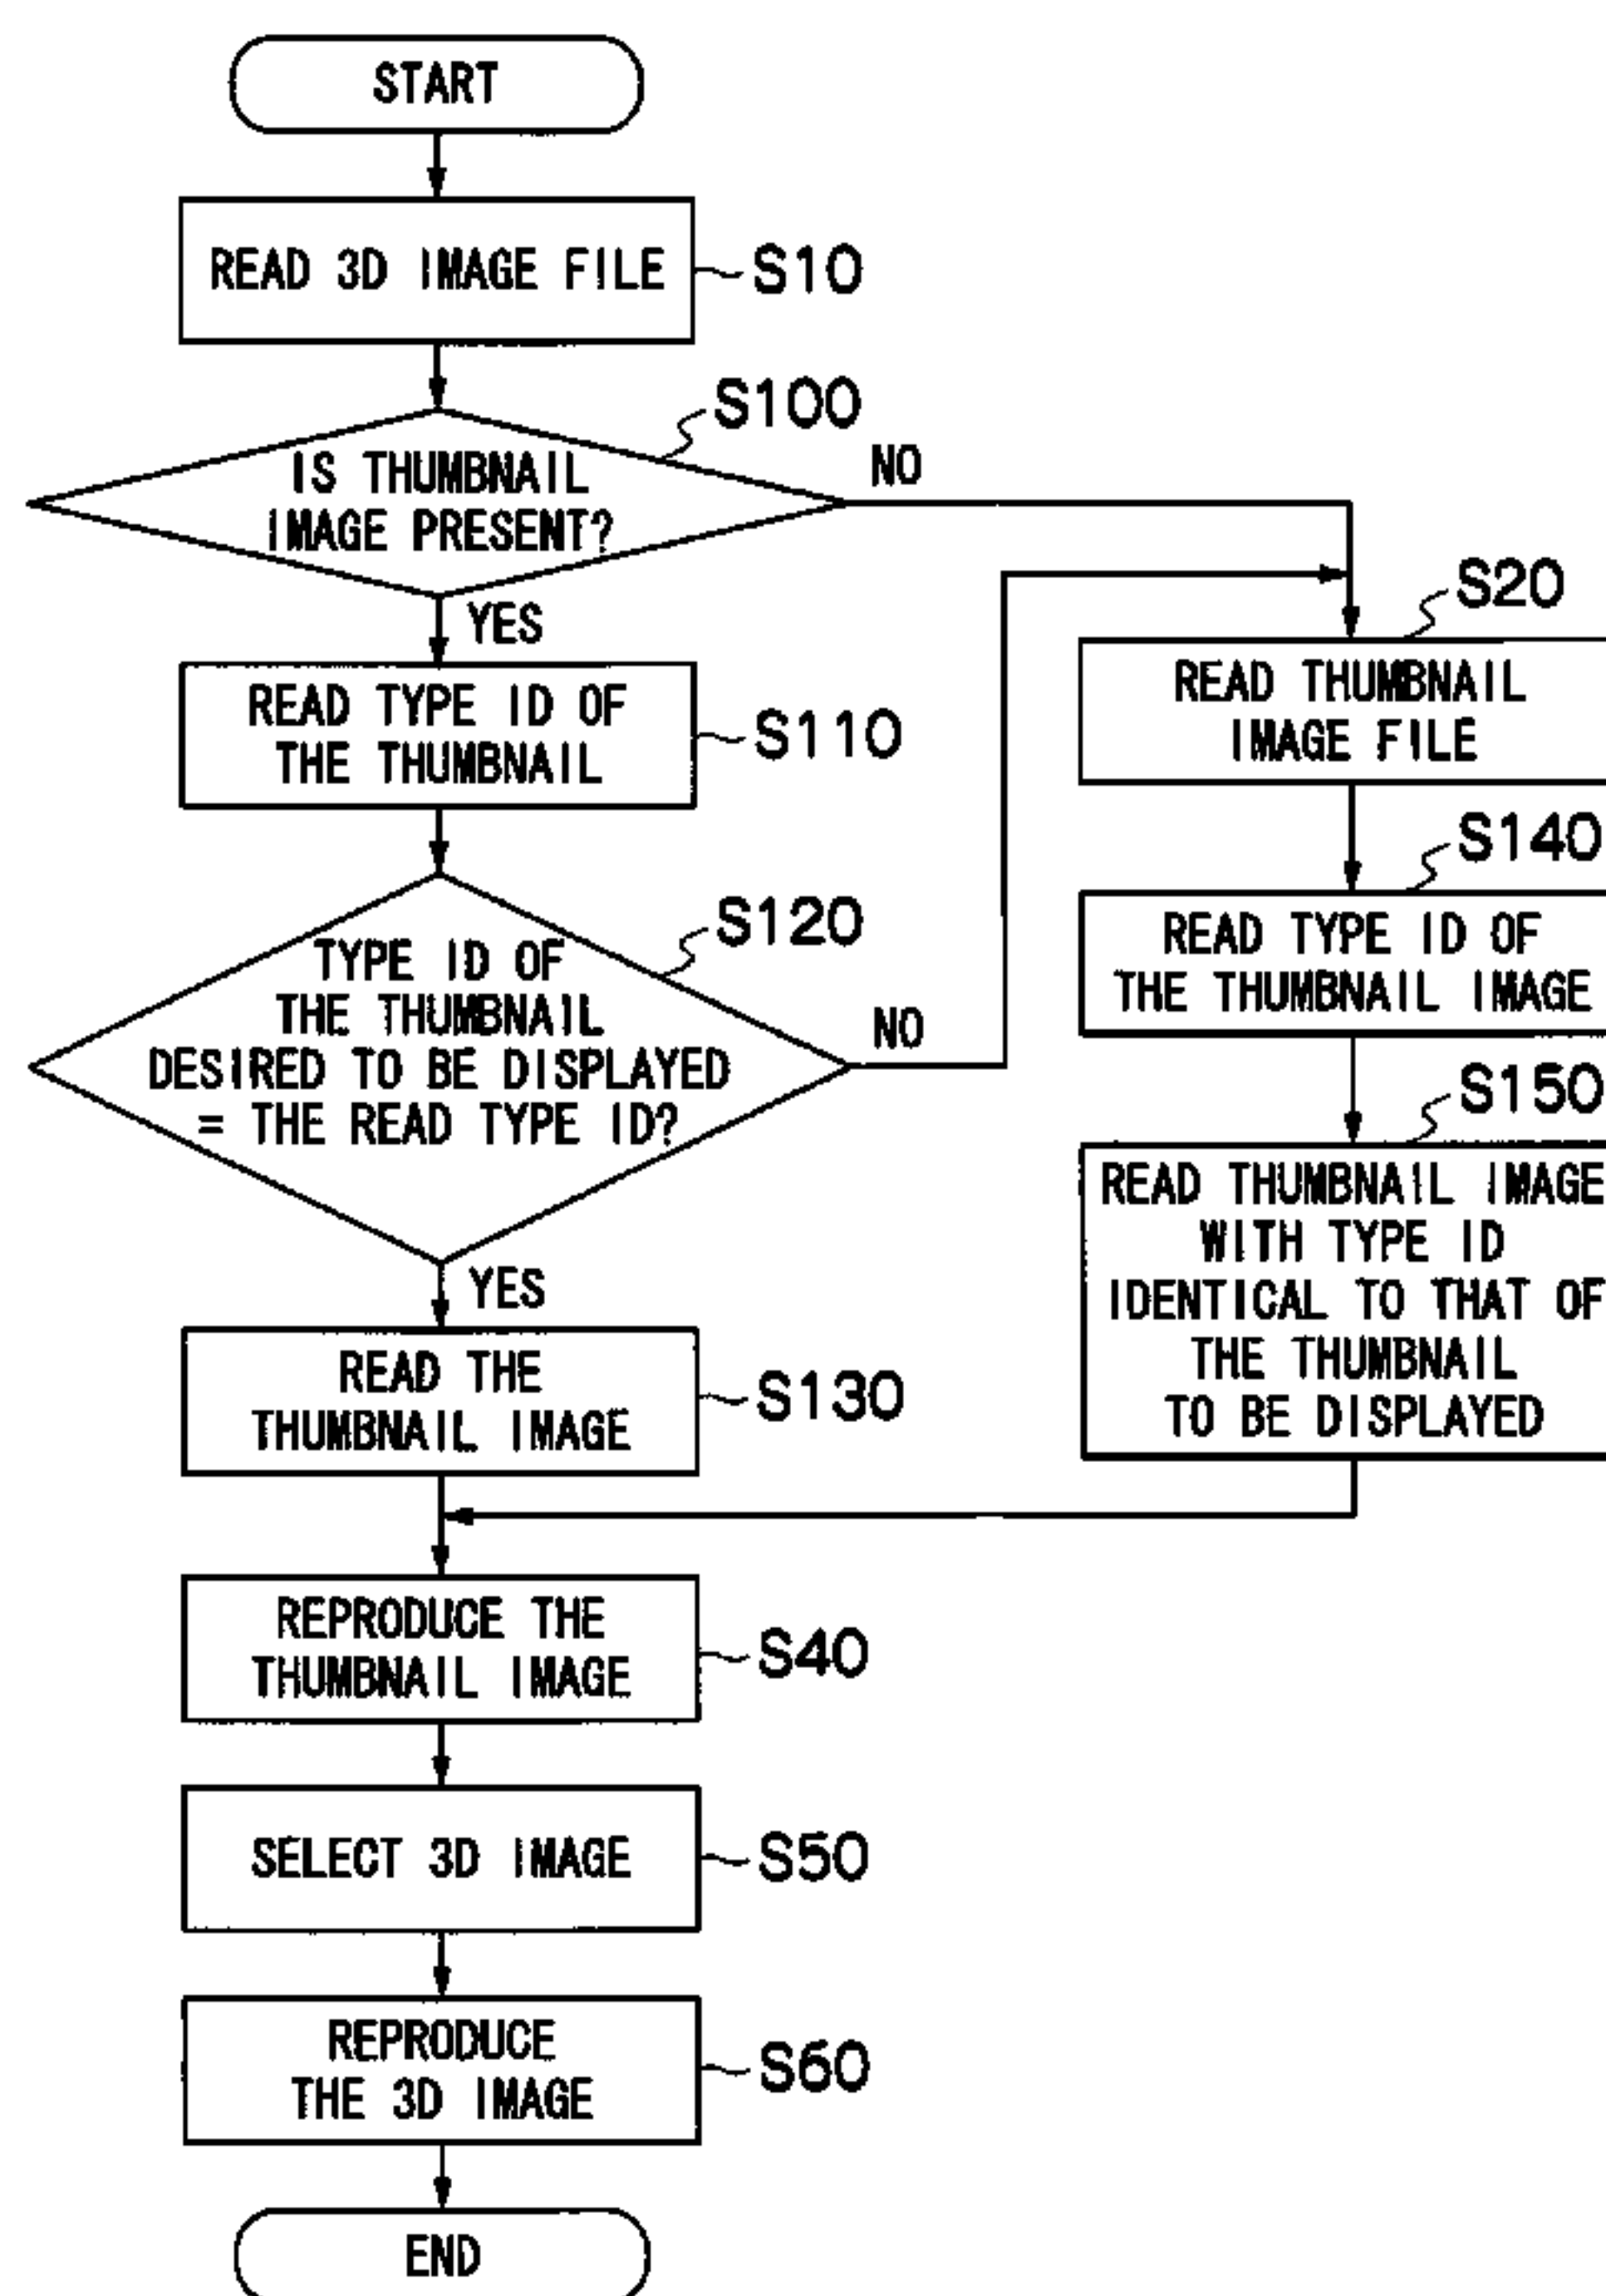 START
READ 3D IMAGE FILE
S10
S100
IS THUMBNAIL
IMAGE PRESENT?
NO
YES
READ TYPE ID OF
THE THUMBNAIL
S110
S120
TYPE ID OF
THE THUMBNAIL
DESIRED TO BE DISPLAYED
= THE READ TYPE ID?
NO
YES
READ THE
THUMBNAIL IMAGE
S130
S20
READ THUMBNAIL
IMAGE FILE
S140
READ TYPE ID OF
THE THUMBNAIL IMAGE
S150
READ THUMBNAIL IMAGE
WITH TYPE ID
IDENTICAL TO THAT OF
THE THUMBNAIL
TO BE DISPLAYED
REPRODUCE THE
THUMBNAIL IMAGE
S40
SELECT 3D IMAGE
S50
REPRODUCE
THE 3D IMAGE
S60
END